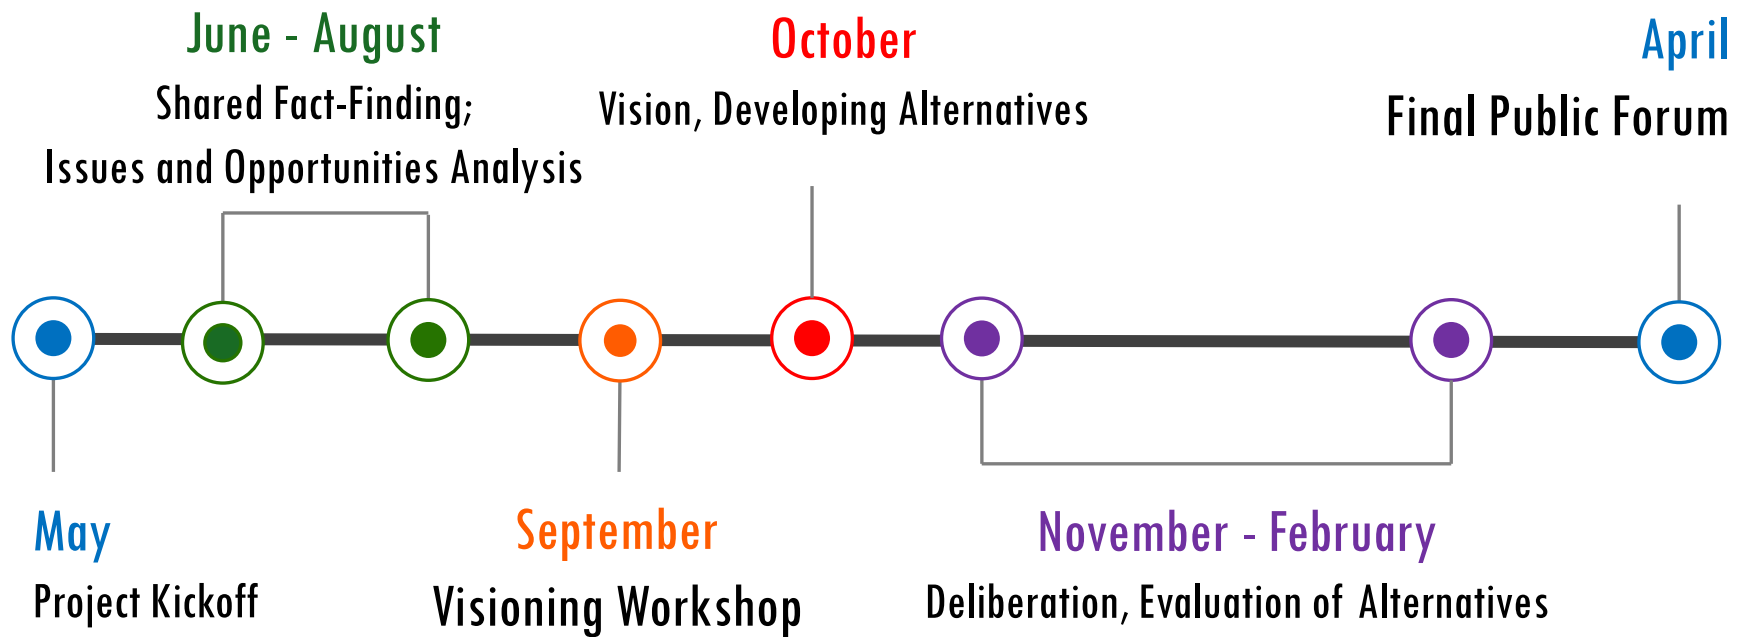 June - August
Shared Fact-Finding;
Issues and Opportunities Analysis
October
Vision, Developing Alternatives
April
Final Public Forum
May
Project Kickoff
September
Visioning Workshop
November - February
Deliberation, Evaluation of Alternatives